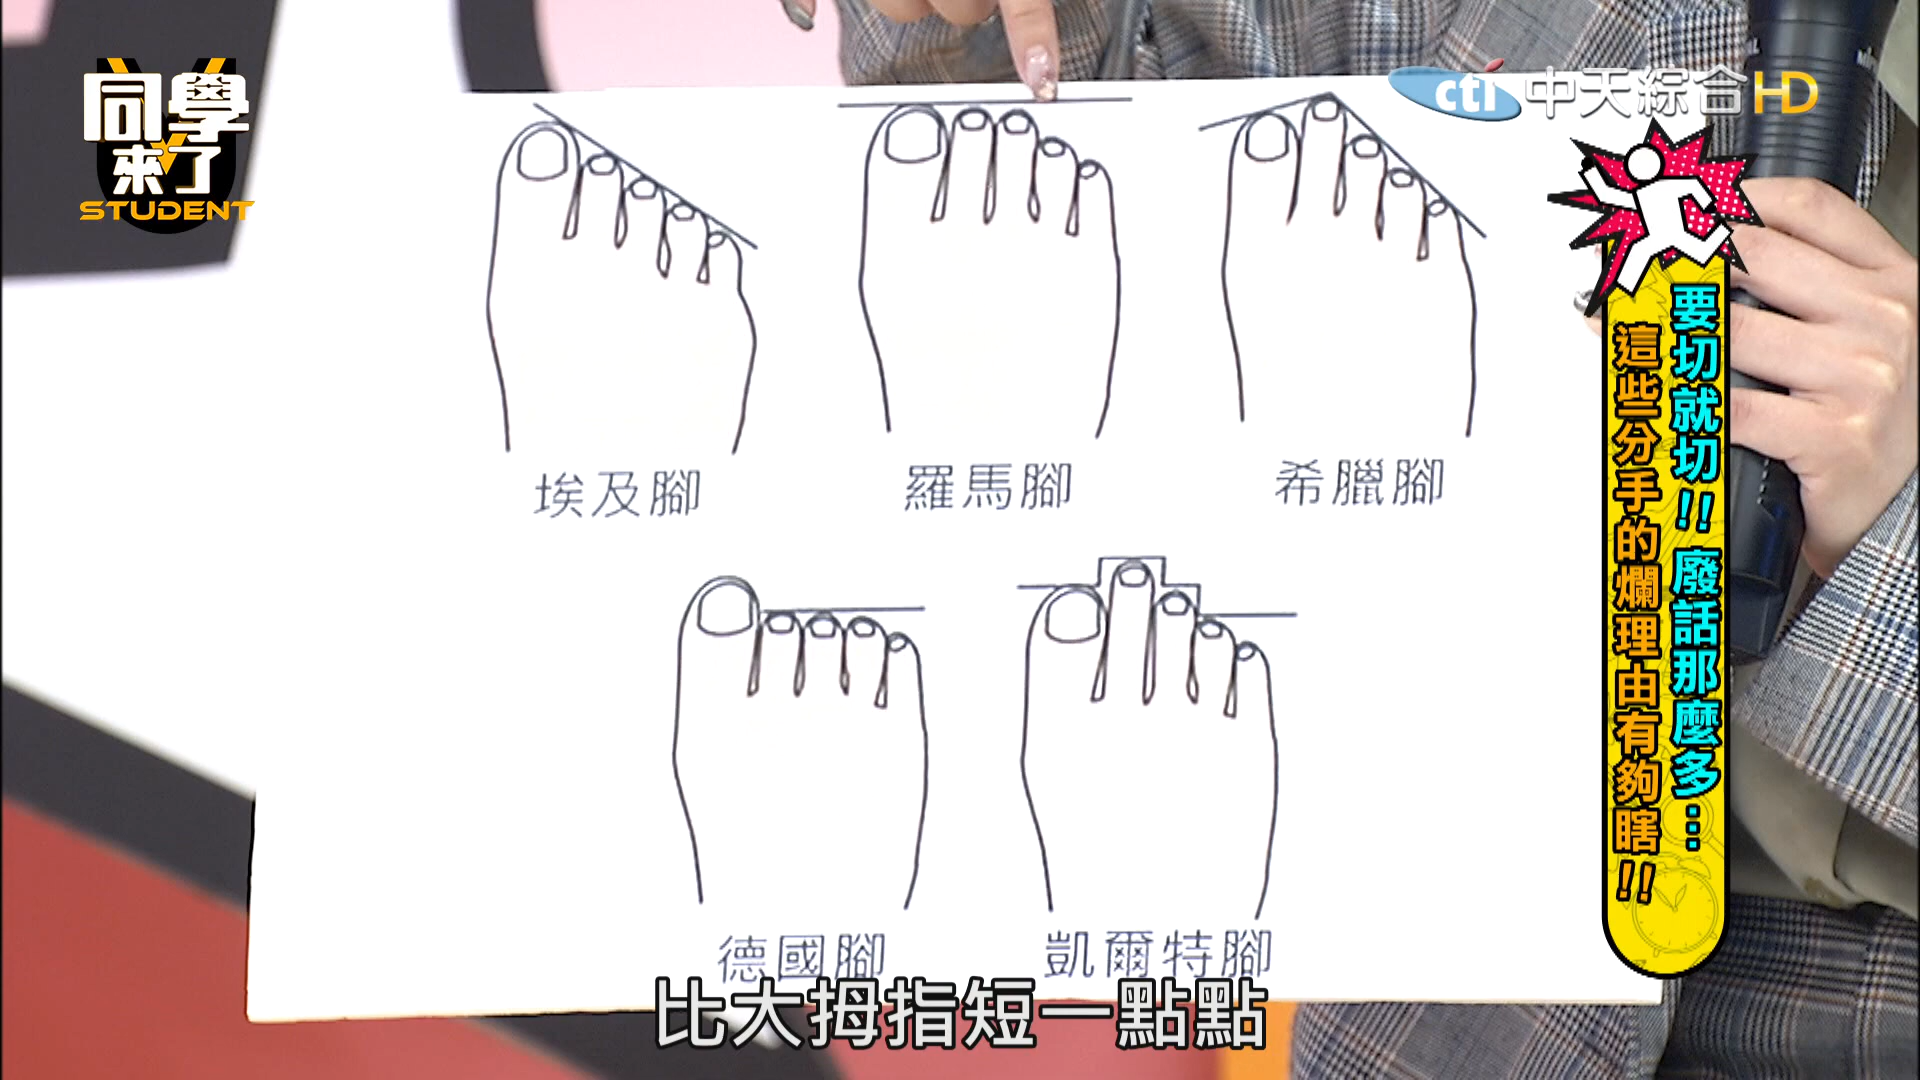 同學
來了
STUDENT
cti 中天綜合HD
要切就切!! 廢話那麼多…
這些分手的爛理由有夠瞎!!
埃及腳
羅馬腳
希臘腳
德國腳
凱爾特腳
比大拇指短一點點